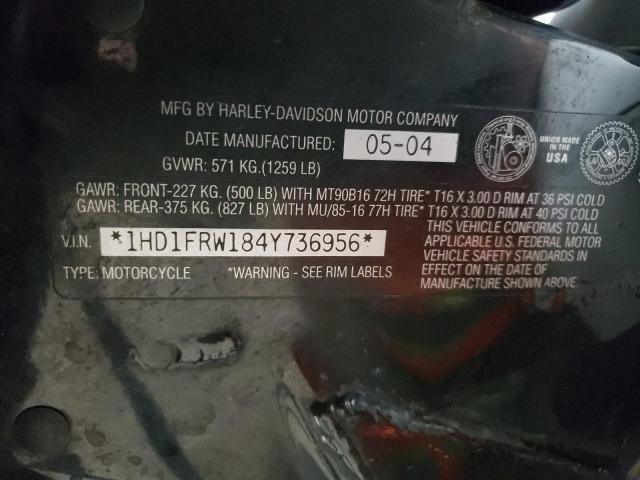 MFG BY HARLEY-DAVIDSON MOTOR COMPANY
DATE MANUFACTURED: 05-04
GVWR: 571 KG.(1259 LB)
UNION MADE
IN THE
USA
GAWR: FRONT-227 KG. (500 LB) WITH MT90B16 72H TIRE* T16 X 3.00 D RIM AT 36 PSI COLD
GAWR: REAR-375 KG. (827 LB) WITH MU/85-16 77H TIRE* T16 X 3.00 D RIM AT 40 PSI COLD
V.I.N. *1HD1FRW184Y736956*
TYPE: MOTORCYCLE *WARNING - SEE RIM LABELS
THIS VEHICLE CONFORMS TO ALL
APPLICABLE U.S. FEDERAL MOTOR
VEHICLE SAFETY STANDARDS IN
EFFECT ON THE DATE OF
MANUFACTURE SHOWN ABOVE